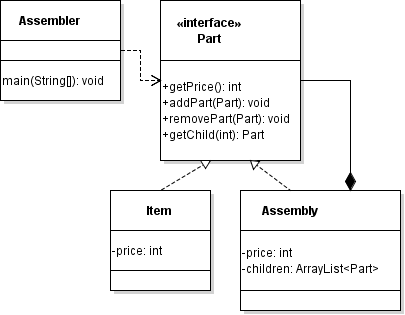 Assembler
main(String[]): void
«interface»
Part
+getPrice(): int
+addPart(Part): void
+removePart(Part): void
+getChild(int): Part
Item
-price: int
Assembly
-price: int
-children: ArrayList<Part>